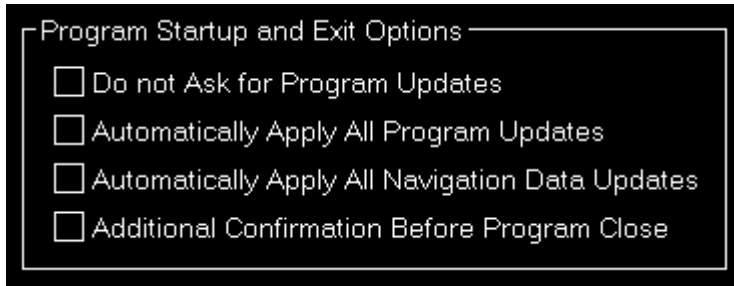 Program Startup and Exit Options
Do not Ask for Program Updates
Automatically Apply All Program Updates
Automatically Apply All Navigation Data Updates
Additional Confirmation Before Program Close